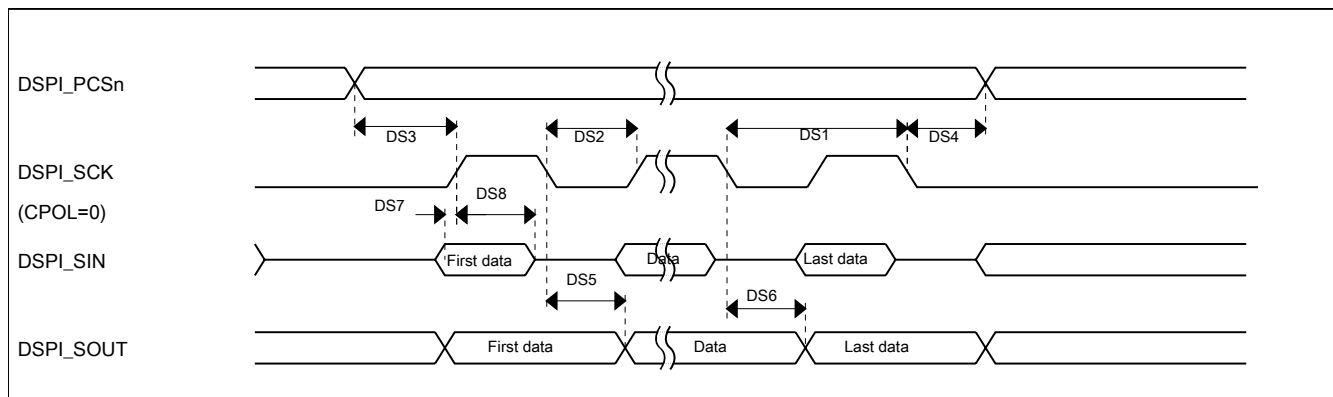 DSPI_PCSn
DS3
DS2
DS1
DS4
DSPI_SCK
(CPOL=0)
DS7
DS8
DSPI_SIN
First data
Data
Last data
DS5
DS6
DSPI_SOUT
First data
Data
Last data